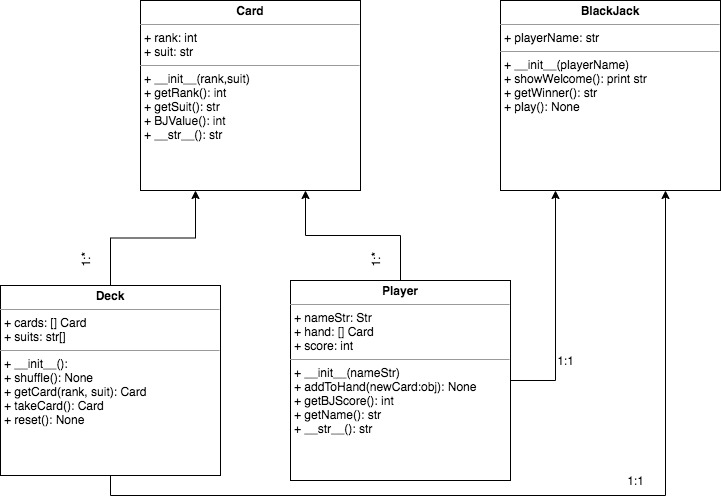 Card
+ rank: int
+ suit: str
+ __init__(rank,suit)
+ getRank(): int
+ getSuit(): str
+ BJValue(): int
+ __str__(): str
BlackJack
+ playerName: str
+ __init__(playerName)
+ showWelcome(): print str
+ getWinner(): str
+ play(): None
1:*
1:*
Deck
+ cards: [] Card
+ suits: str[]
+ __init__():
+ shuffle(): None
+ getCard(rank, suit): Card
+ takeCard(): Card
+ reset(): None
Player
+ nameStr: Str
+ hand: [] Card
+ score: int
+ __init__(nameStr)
+ addToHand(newCard:obj): None
+ getBJScore(): int
+ getName(): str
+ __str__(): str
1:1
1:1